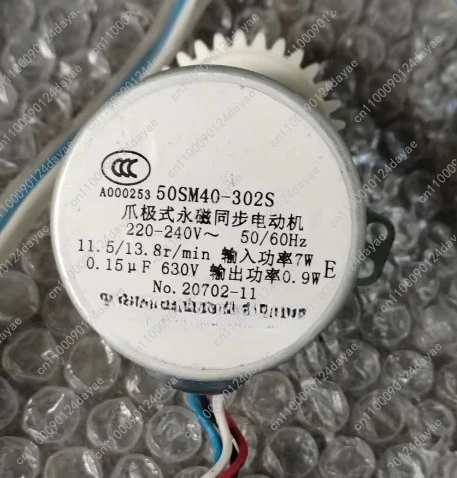 CCC
A000253 50SM40-302S
爪极式永磁同步电动机
220-240V～ 50/60Hz
11.5/13.8r/min 输入功率7W
0.15μF 630V 输出功率0.9W E
No.20702-11
cn1100090124dayae